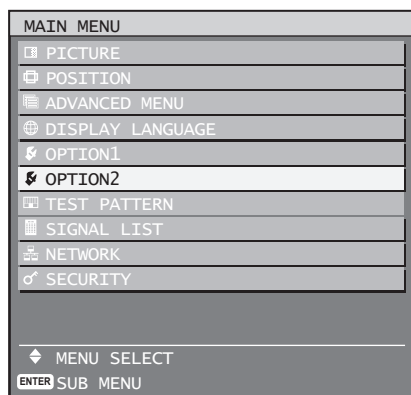 MAIN MENU
PICTURE
POSITION
ADVANCED MENU
DISPLAY LANGUAGE
OPTION1
OPTION2
TEST PATTERN
SIGNAL LIST
NETWORK
SECURITY
MENU SELECT
ENTER SUB MENU